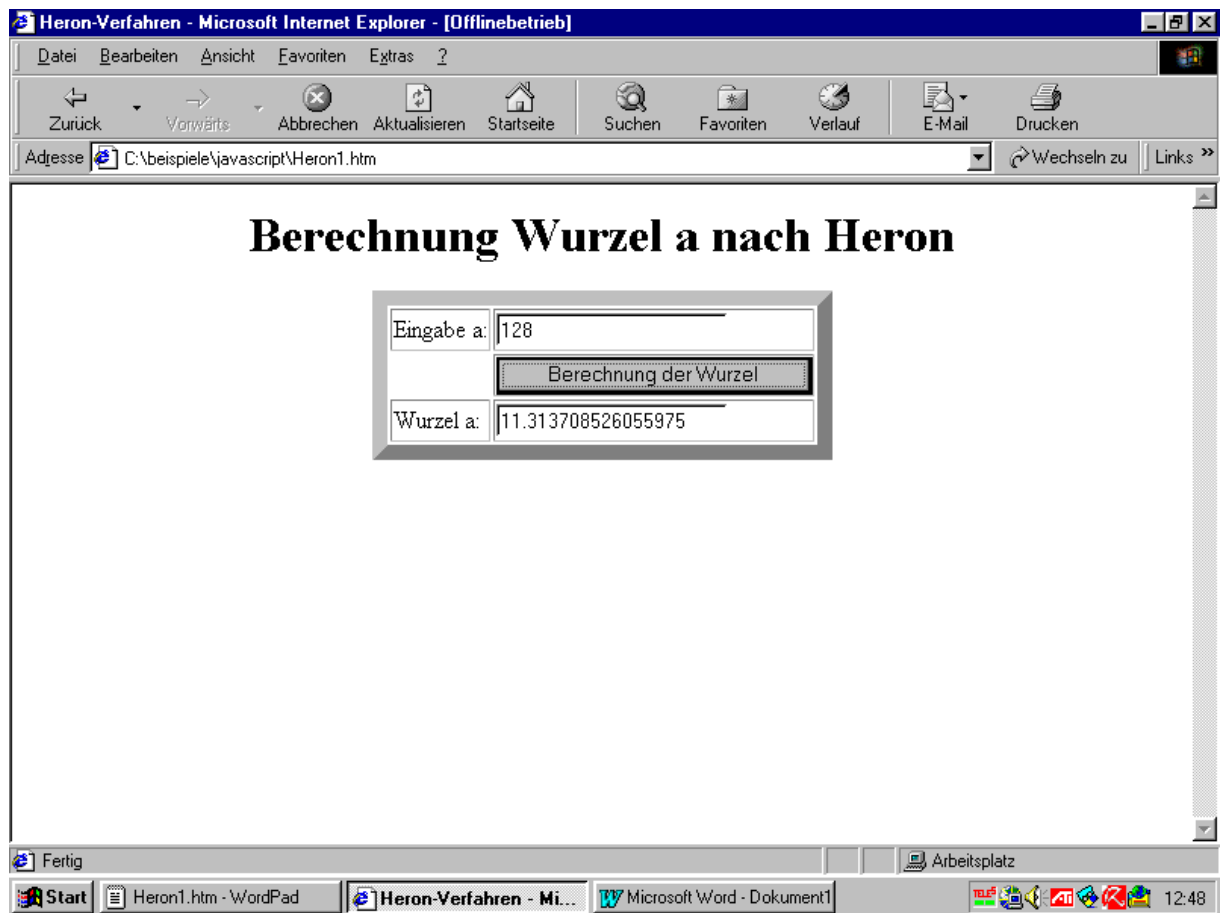 Heron-Verfahren - Microsoft Internet Explorer - [Offlinebetrieb]
Datei Bearbeiten Ansicht Favoriten Extras ?
Zurück Vorwärts Abbrechen Aktualisieren Startseite Suchen Favoriten Verlauf E-Mail Drucken
Adresse C:\beispiele\javascript\Heron1.htm Wechseln zu Links »
Berechnung Wurzel a nach Heron
Eingabe a: 128
Berechnung der Wurzel
Wurzel a: 11.313708526055975
Fertig Arbeitsplatz
Start Heron1.htm - WordPad Heron-Verfahren - Mi... Microsoft Word - Dokument1 12:48